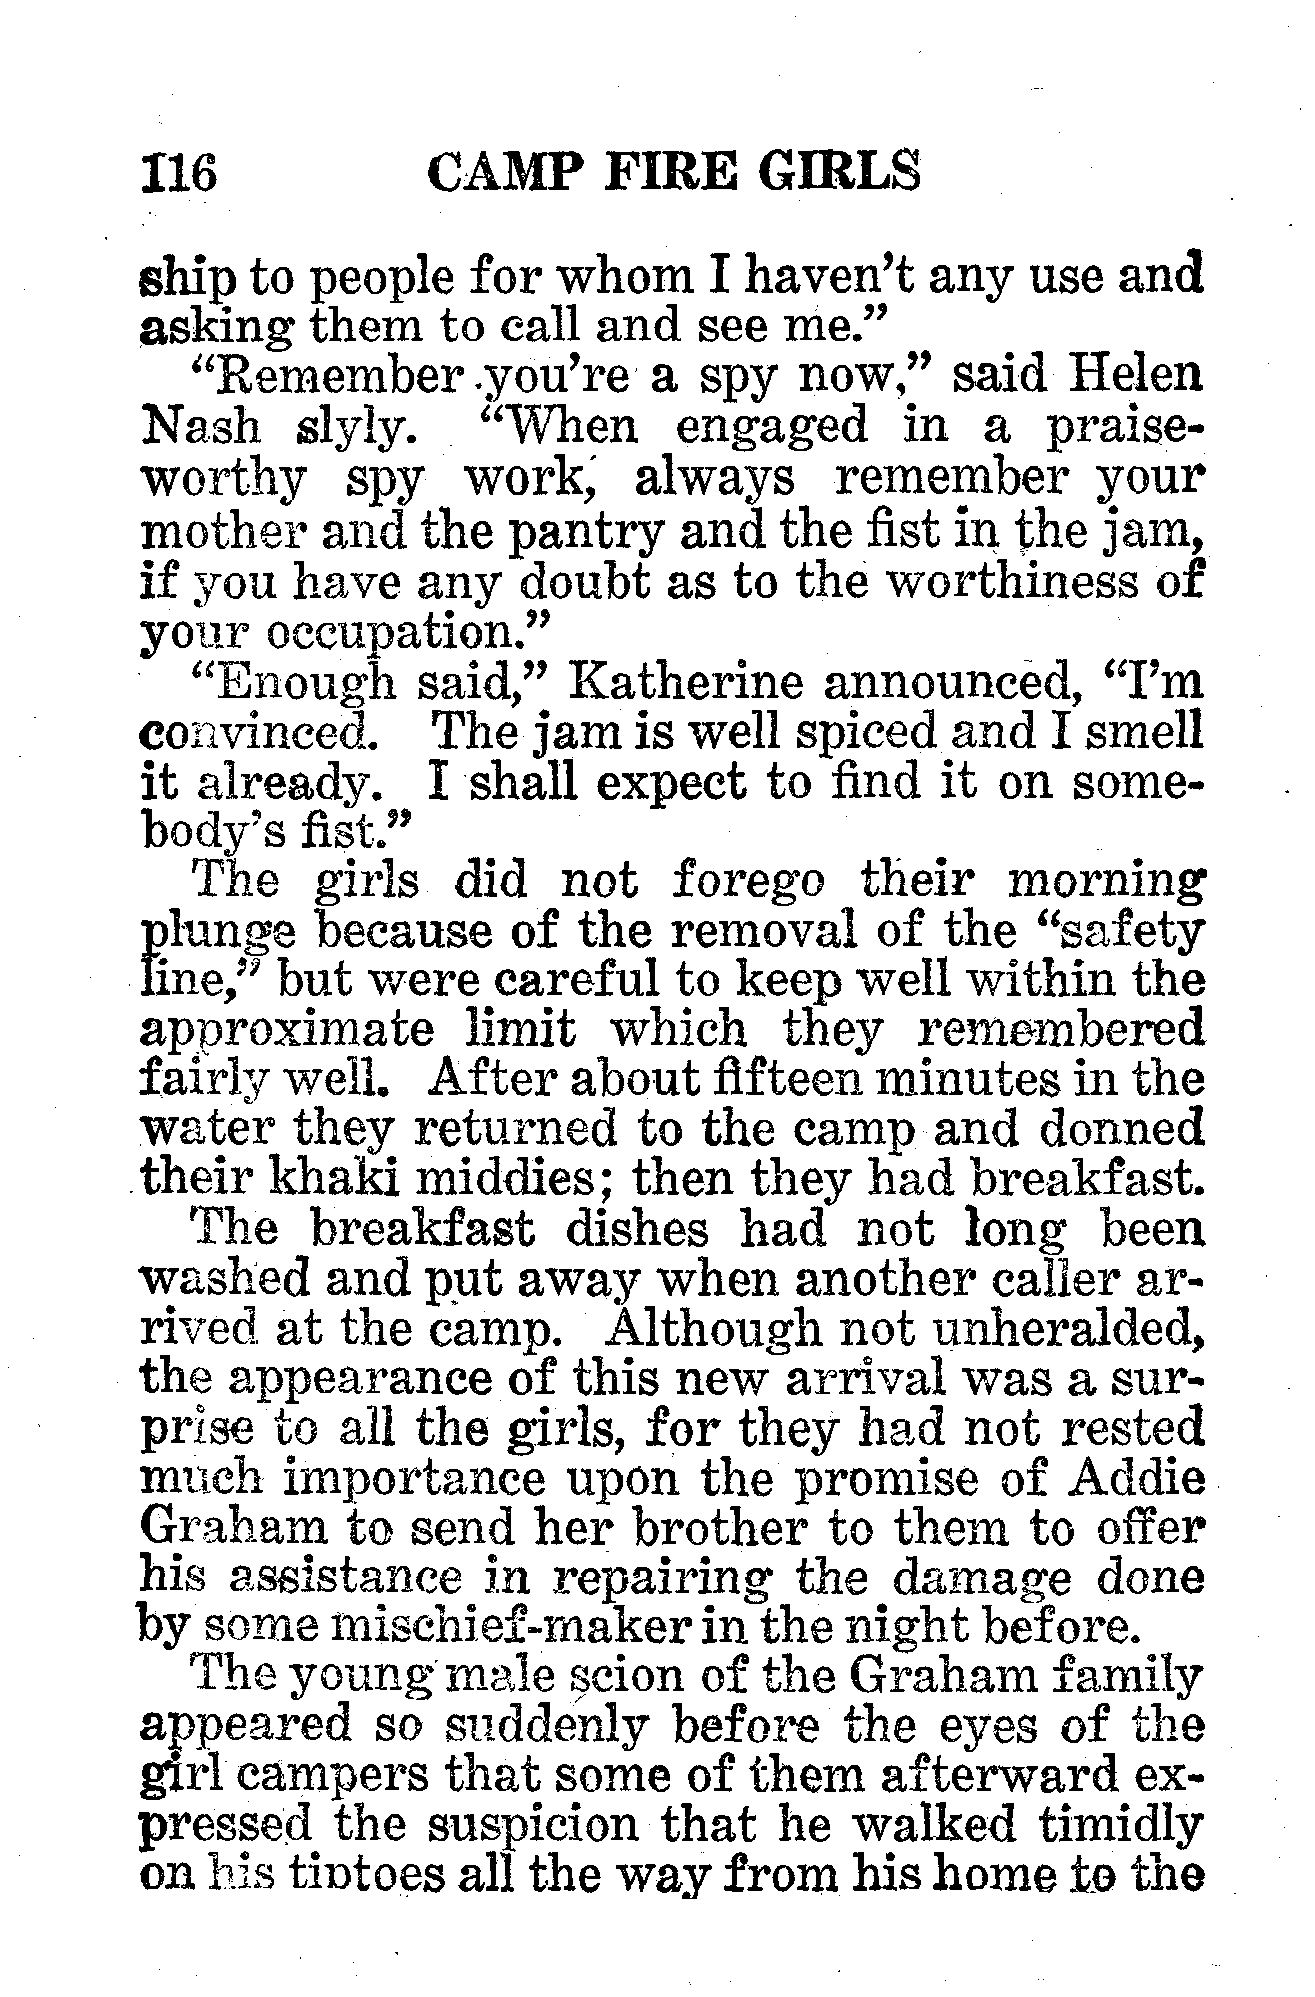 116 CAMP FIRE GIRLS
ship to people for whom I haven't any use and
asking them to call and see me."
"Remember you're a spy now," said Helen
Nash slyly. "When engaged in a praise-
worthy spy work, always remember your
mother and the pantry and the fist in the jam,
if you have any doubt as to the worthiness of
your occupation."
"Enough said," Katherine announced, "I'm
convinced. The jam is well spiced and I smell
it already. I shall expect to find it on some-
body's fist."
The girls did not forego their morning
plunge because of the removal of the "safety
line," but were careful to keep well within the
approximate limit which they remembered
fairly well. After about fifteen minutes in the
water they returned to the camp and donned
their khaki middies; then they had breakfast.
The breakfast dishes had not long been
washed and put away when another caller ar-
rived at the camp. Although not unheralded,
the appearance of this new arrival was a sur-
prise to all the girls, for they had not rested
much importance upon the promise of Addie
Graham to send her brother to them to offer
his assistance in repairing the damage done
by some mischief-maker in the night before.
The young male scion of the Graham family
appeared so suddenly before the eyes of the
girl campers that some of them afterward ex-
pressed the suspicion that he walked timidly
on his tiptoes all the way from his home to the